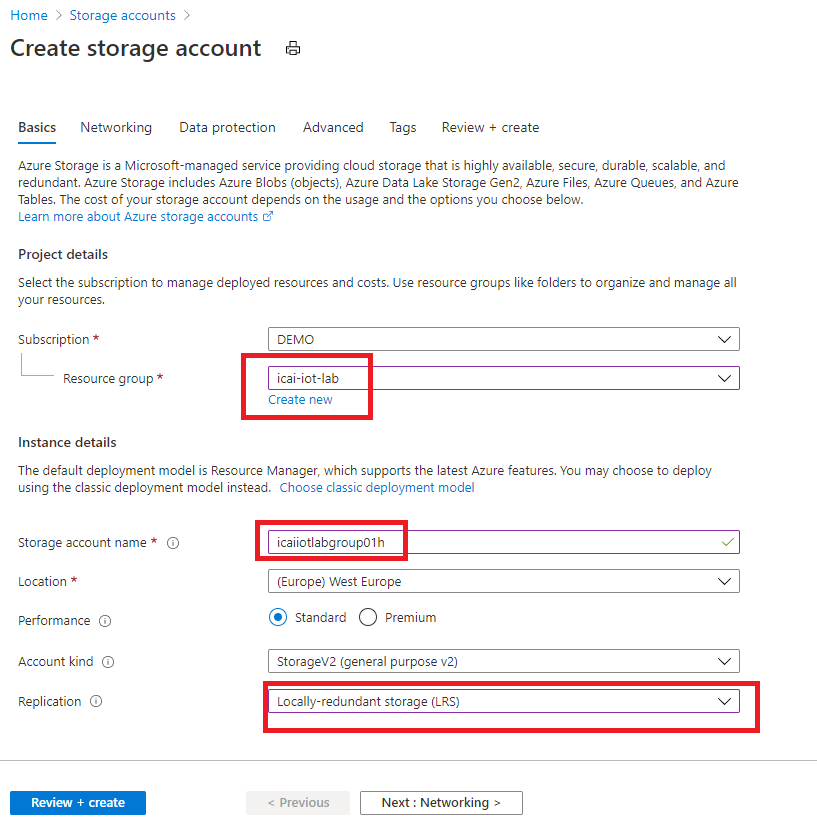 Home > Storage accounts >
Create storage account
Basics Networking Data protection Advanced Tags Review + create
Azure Storage is a Microsoft-managed service providing cloud storage that is highly available, secure, durable, scalable, and
redundant. Azure Storage includes Azure Blobs (objects), Azure Data Lake Storage Gen2, Azure Files, Azure Queues, and Azure
Tables. The cost of your storage account depends on the usage and the options you choose below.
Learn more about Azure storage accounts
Project details
Select the subscription to manage deployed resources and costs. Use resource groups like folders to organize and manage all
your resources.
Subscription * DEMO
Resource group * icai-iot-lab
Create new
Instance details
The default deployment model is Resource Manager, which supports the latest Azure features. You may choose to deploy
using the classic deployment model instead. Choose classic deployment model
Storage account name * icaiiotlabgroup01h
Location * (Europe) West Europe
Performance Standard Premium
Account kind StorageV2 (general purpose v2)
Replication Locally-redundant storage (LRS)
Review + create < Previous Next : Networking >